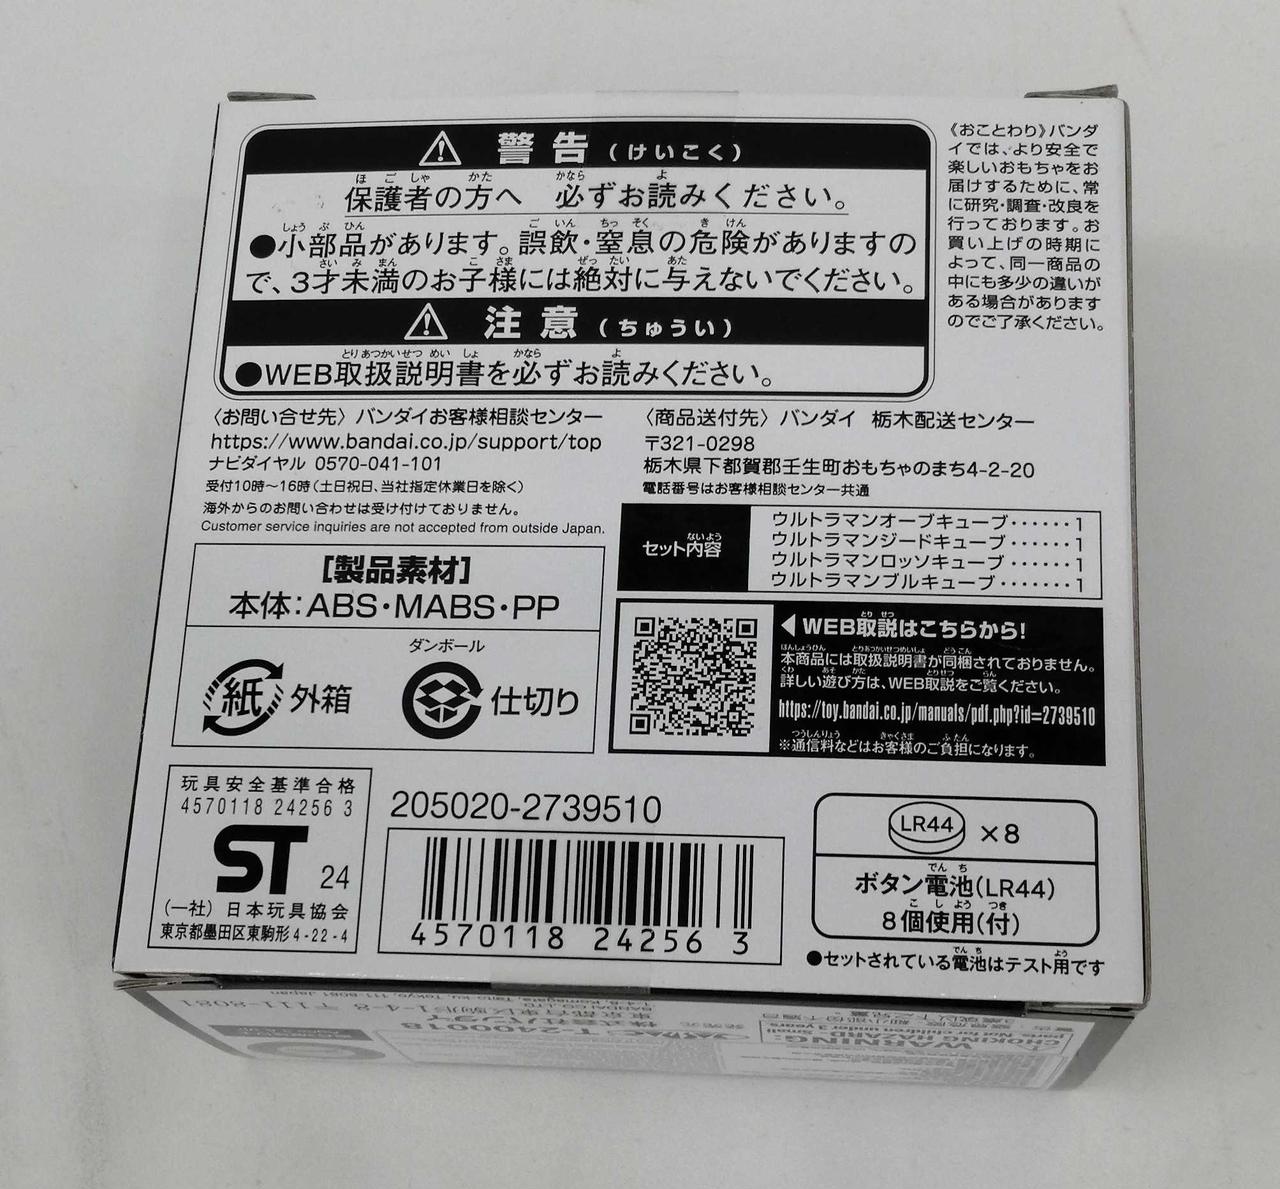 警告(けいこく)
保護者の方へ 必ずお読みください。
●小部品があります。誤飲・窒息の危険がありますの
で、3才未満のお子様には絶対に与えないでください。
注意(ちゅうい)
●WEB取扱説明書を必ずお読みください。
《おことわり》バンダ
イでは、より安全で
楽しいおもちゃをお
届けするために、常
に研究・調査・改良を
行っております。お
買い上げの時期に
よって、同一商品の
中にも多少の違いが
ある場合があります
のでご了承ください。
〈お問い合せ先〉バンダイお客様相談センター
https://www.bandai.co.jp/support/top
ナビダイヤル 0570-041-101
受付10時～16時(土日祝日、当社指定休業日を除く)
海外からのお問い合わせは受け付けておりません。
Customer service inquiries are not accepted from outside Japan.
〈商品送付先〉バンダイ 栃木配送センター
〒321-0298
栃木県下都賀郡壬生町おもちゃのまち4-2-20
電話番号はお客様相談センター共通
セット内容
ウルトラマンオーブキューブ‥‥‥1
ウルトラマンジードキューブ‥‥‥1
ウルトラマンロッソキューブ‥‥‥1
ウルトラマンブルキューブ‥‥‥‥1
[製品素材]
本体:ABS・MABS・PP
紙 外箱
ダンボール
仕切り
◀WEB取説はこちらから!
本商品には取扱説明書が同梱されておりません。
詳しい遊び方は、WEB取説をご覧ください。
https://toy.bandai.co.jp/manuals/pdf.php?id=2739510
※通信料などはお客様のご負担になります。
玩具安全基準合格
4570118 24256 3
ST 24
(一社) 日本玩具協会
東京都墨田区東駒形4-22-4
205020-2739510
4570118 24256 3
LR44 ×8
ボタン電池(LR44)
8個使用(付)
●セットされている電池はテスト用です
WARNING:
CHOKING HAZARD-Small
parts. Not for children under 3 years.
2400018